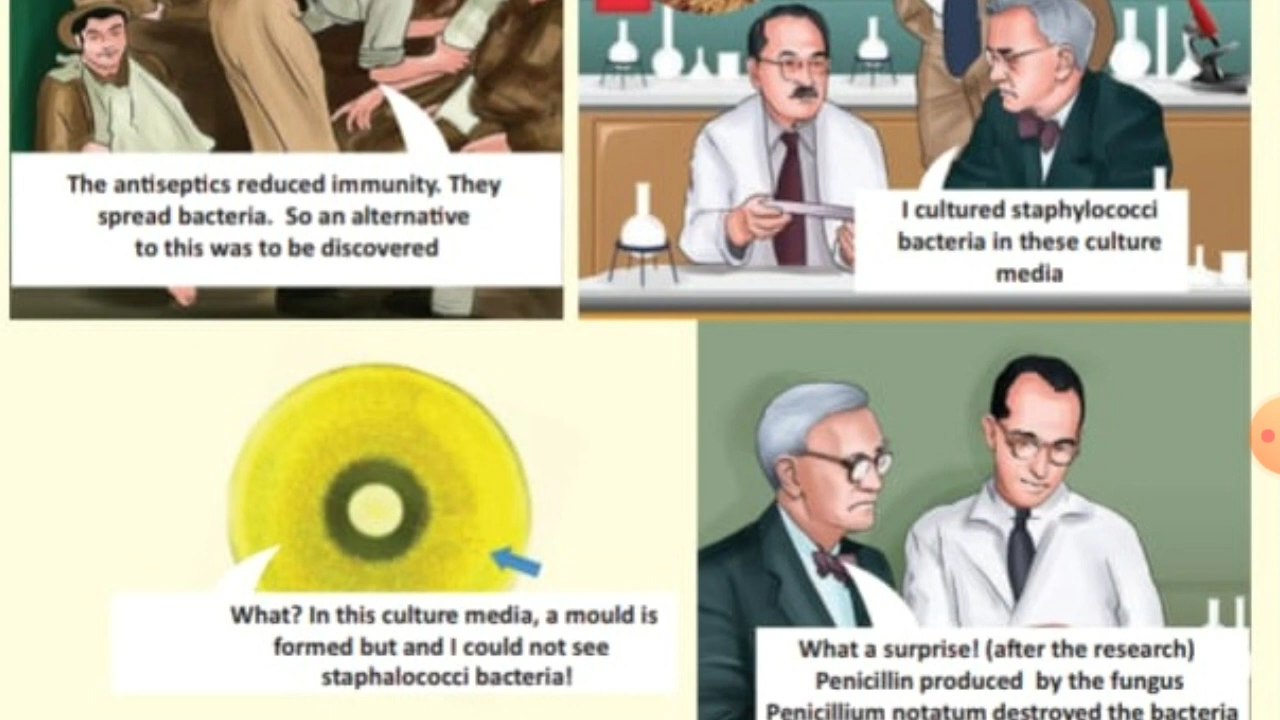 The antiseptics reduced immunity. They
spread bacteria. So an alternative
to this was to be discovered
I cultured staphylococci
bacteria in these culture
media
What? In this culture media, a mould is
formed but and I could not see
staphalococci bacteria!
What a surprise! (after the research)
Penicillin produced by the fungus
Penicillium notatum destroyed the bacteria